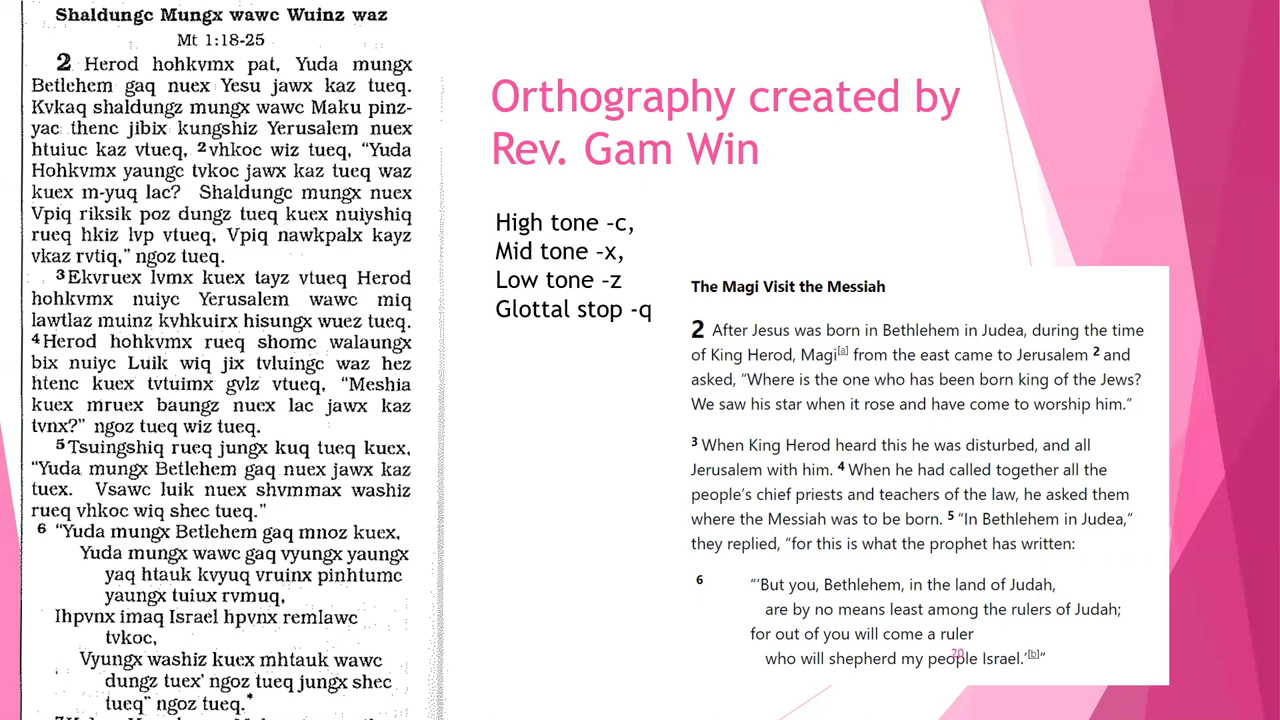 Shaldungc Mungx wawc Wuinz waz
Mt 1:18-25
2 Herod hohkvmx pat, Yuda mungx
Betlehem gaq nuex Yesu jawx kaz tueq.
Kvkaq shaldungz mungx wawc Maku pinz-
yac thenc jibix kungshiz Yerusalem nuex
htuiuc kaz vtueq, 2vhkoc wiz tueq, “Yuda
Hohkvmx yaungc tvkoc jawx kaz tueq waz
kuex m-yuq lac? Shaldungc mungx nuex
Vpiq riksik poz dungz tueq kuex nuiyshiq
rueq hkiz lvp vtueq, Vpiq nawkpalx kayz
vkaz rvtiq,” ngoz tueq.
3Ekvruex lvmx kuex tayz vtueq Herod
hohkvmx nuiyc Yerusalem wawc miq
lawtlaz muinz kvhkuirx hisungx wuez tueq.
4Herod hohkvmx rueq shomc walaungx
bix nuiyc Luik wiq jix tvluingc waz hez
htenc kuex tvtuimx gvlz vtueq, “Meshia
kuex mruex baungz nuex lac jawx kaz
tvnx?” ngoz tueq wiz tueq.
5Tsuingshiq rueq jungx kuq tueq kuex,
“Yuda mungx Betlehem gaq nuex jawx kaz
tuex. Vsawc luik nuex shvmmax washiz
rueq vhkoc wiq shec tueq.”
6 “Yuda mungx Betlehem gaq mnoz kuex,
Yuda mungx wawc gaq vyungx yaungx
yaq htauk kvyuq vruinx pinhtumc
yaungx tuiux rvmuq,
Ihpvnx imaq Israel hpvnx remlawc
tvkoc,
Vyungx washiz kuex mhtauk wawc
dungz tuex’ ngoz tueq jungx shec
tueq” ngoz tueq.*
Orthography created by
Rev. Gam Win
High tone –c,
Mid tone –x,
Low tone –z
Glottal stop -q
The Magi Visit the Messiah
2 After Jesus was born in Bethlehem in Judea, during the time
of King Herod, Magi[a] from the east came to Jerusalem 2 and
asked, “Where is the one who has been born king of the Jews?
We saw his star when it rose and have come to worship him.”
3 When King Herod heard this he was disturbed, and all
Jerusalem with him. 4 When he had called together all the
people’s chief priests and teachers of the law, he asked them
where the Messiah was to be born. 5 “In Bethlehem in Judea,”
they replied, “for this is what the prophet has written:
6 “‘But you, Bethlehem, in the land of Judah,
are by no means least among the rulers of Judah;
for out of you will come a ruler
who will shepherd my people Israel.’[b]”
20